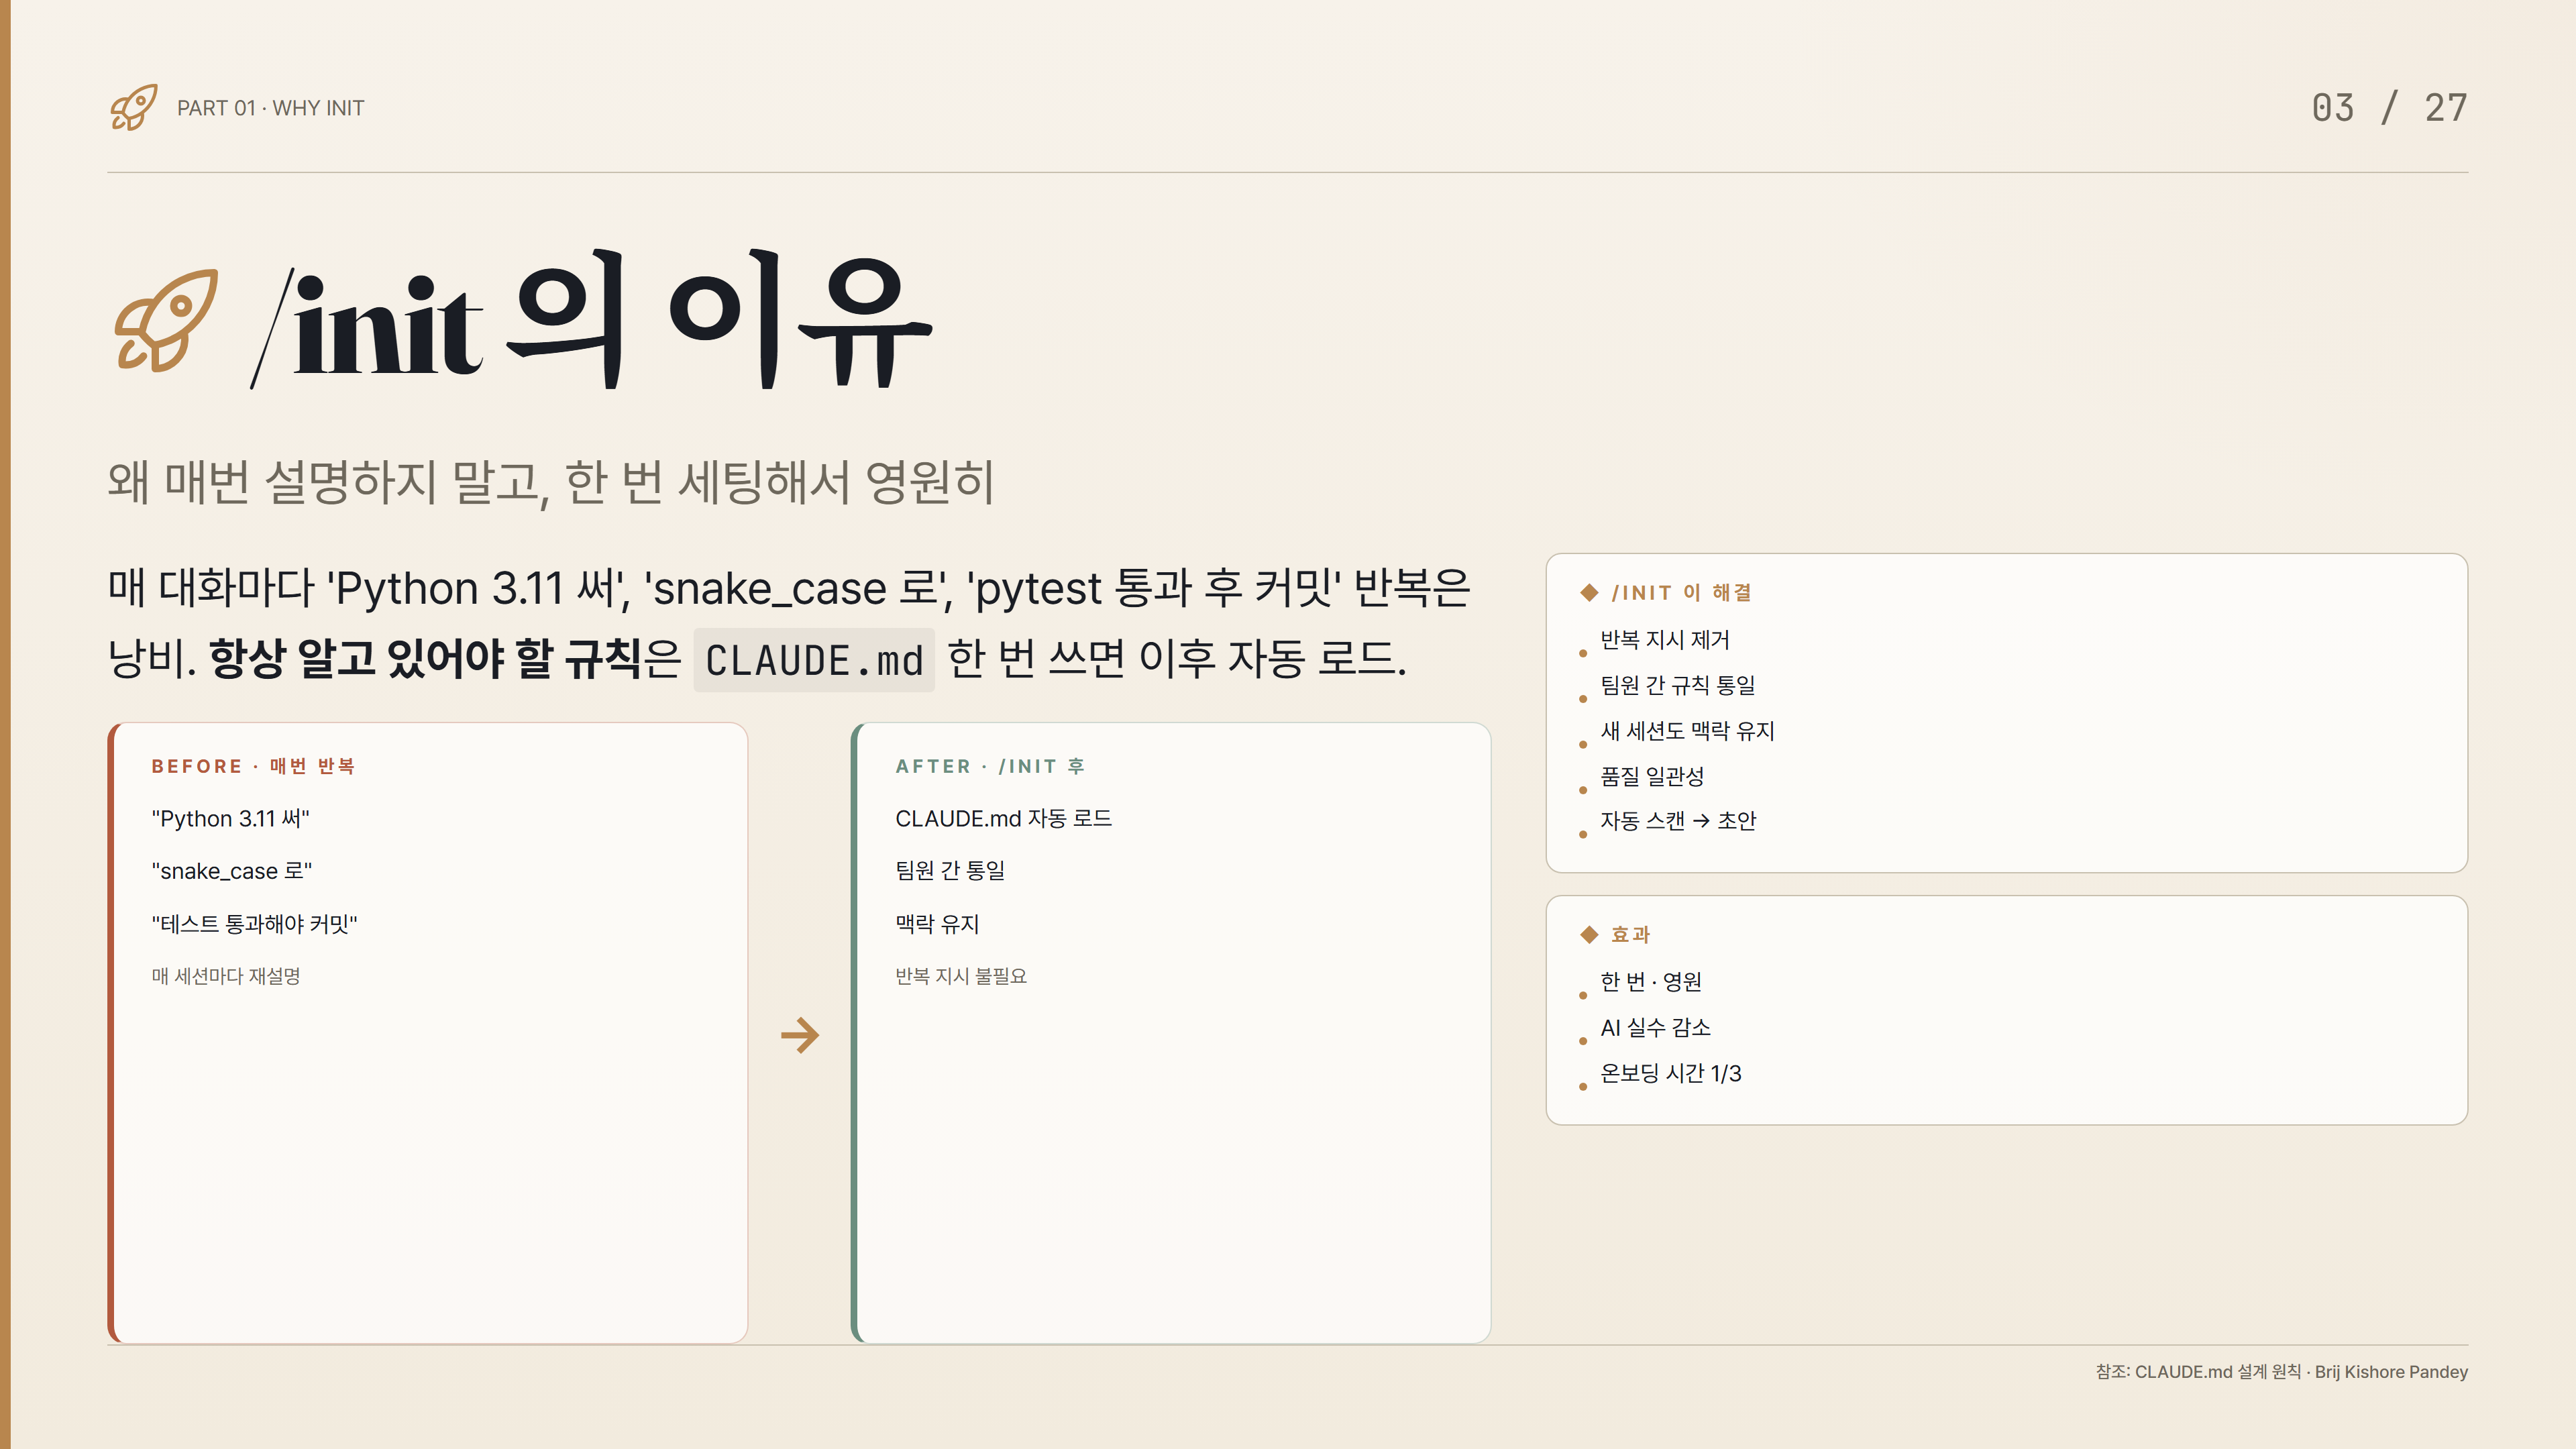 PART 01 · WHY INIT
03 / 27
/init 의 이유
왜 매번 설명하지 말고, 한 번 세팅해서 영원히
매 대화마다 'Python 3.11 써', 'snake_case 로', 'pytest 통과 후 커밋' 반복은
낭비. 항상 알고 있어야 할 규칙은 CLAUDE.md 한 번 쓰면 이후 자동 로드.
BEFORE · 매번 반복
"Python 3.11 써"
"snake_case 로"
"테스트 통과해야 커밋"
매 세션마다 재설명
→
AFTER · /INIT 후
CLAUDE.md 자동 로드
팀원 간 통일
맥락 유지
반복 지시 불필요
◆ /INIT 이 해결
• 반복 지시 제거
• 팀원 간 규칙 통일
• 새 세션도 맥락 유지
• 품질 일관성
• 자동 스캔 → 초안
◆ 효과
• 한 번 · 영원
• AI 실수 감소
• 온보딩 시간 1/3
참조: CLAUDE.md 설계 원칙 · Brij Kishore Pandey